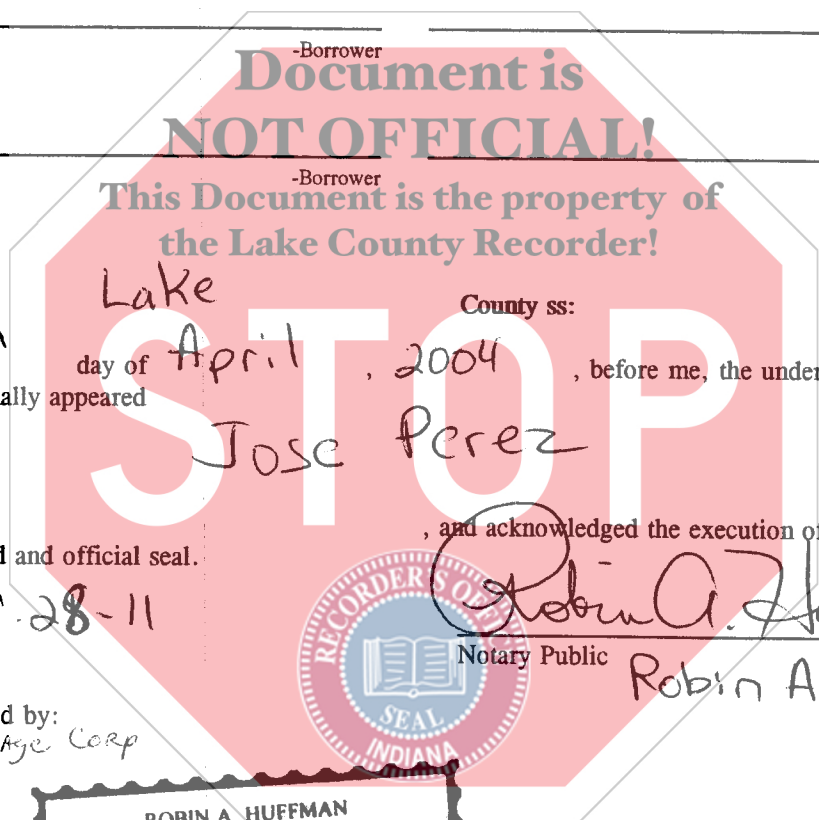 -Borrower
Document is
NOT OFFICIAL!
-Borrower
This Document is the property of
the Lake County Recorder!
Lake County ss:
day of April , 2004 , before me, the under
ally appeared
Jose Perez
STOP
, and acknowledged the execution of
d and official seal.
28-11
Robin A. H
Notary Public
Robin A
RECORDER'S OFFICE
SEAL
INDIANA
d by:
Age Corp
ROBIN A. HUFFMAN